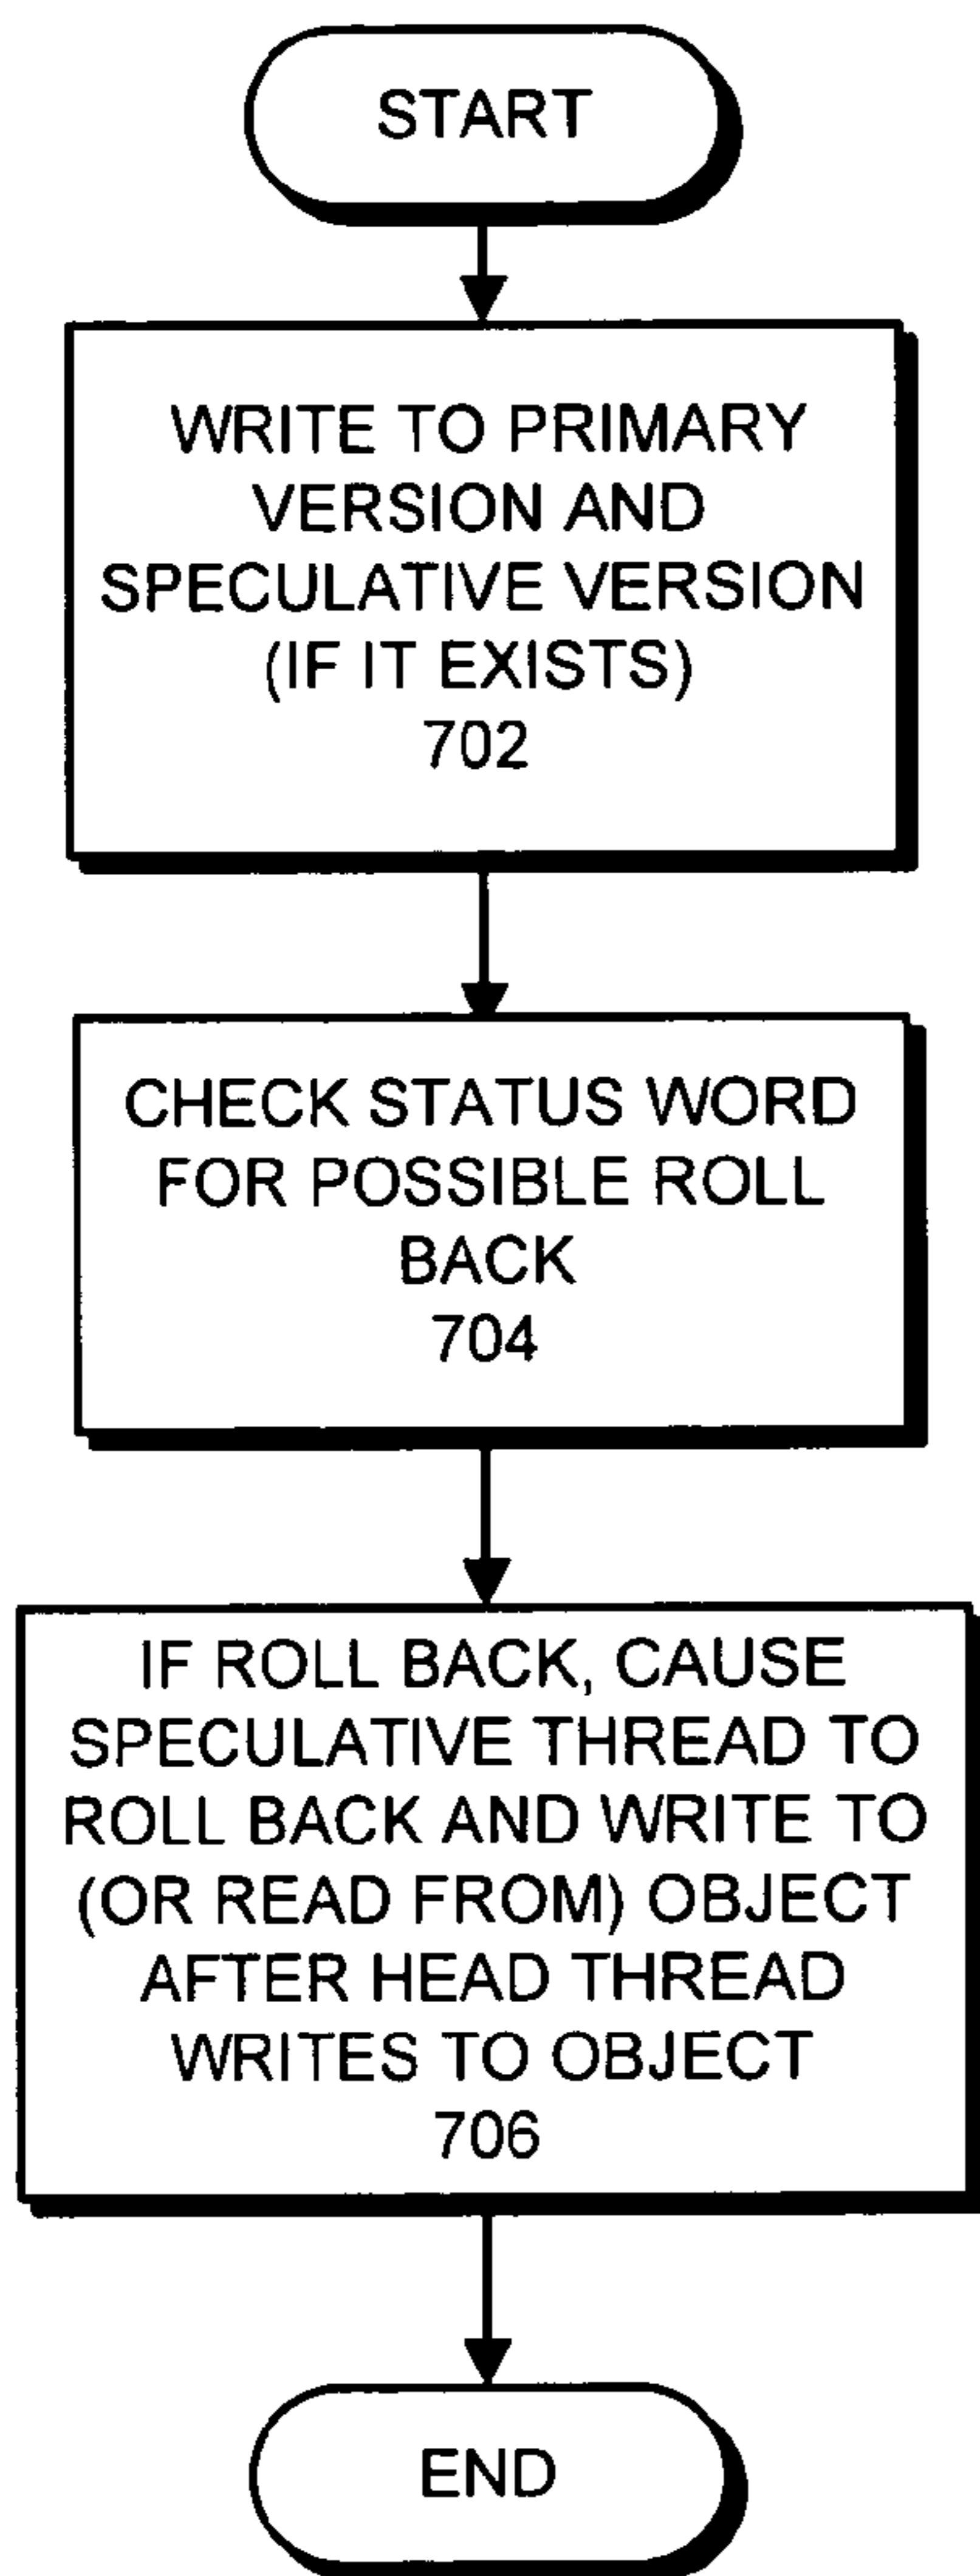 START
WRITE TO PRIMARY
VERSION AND
SPECULATIVE VERSION
(IF IT EXISTS)
702
CHECK STATUS WORD
FOR POSSIBLE ROLL
BACK
704
IF ROLL BACK, CAUSE
SPECULATIVE THREAD TO
ROLL BACK AND WRITE TO
(OR READ FROM) OBJECT
AFTER HEAD THREAD
WRITES TO OBJECT
706
END